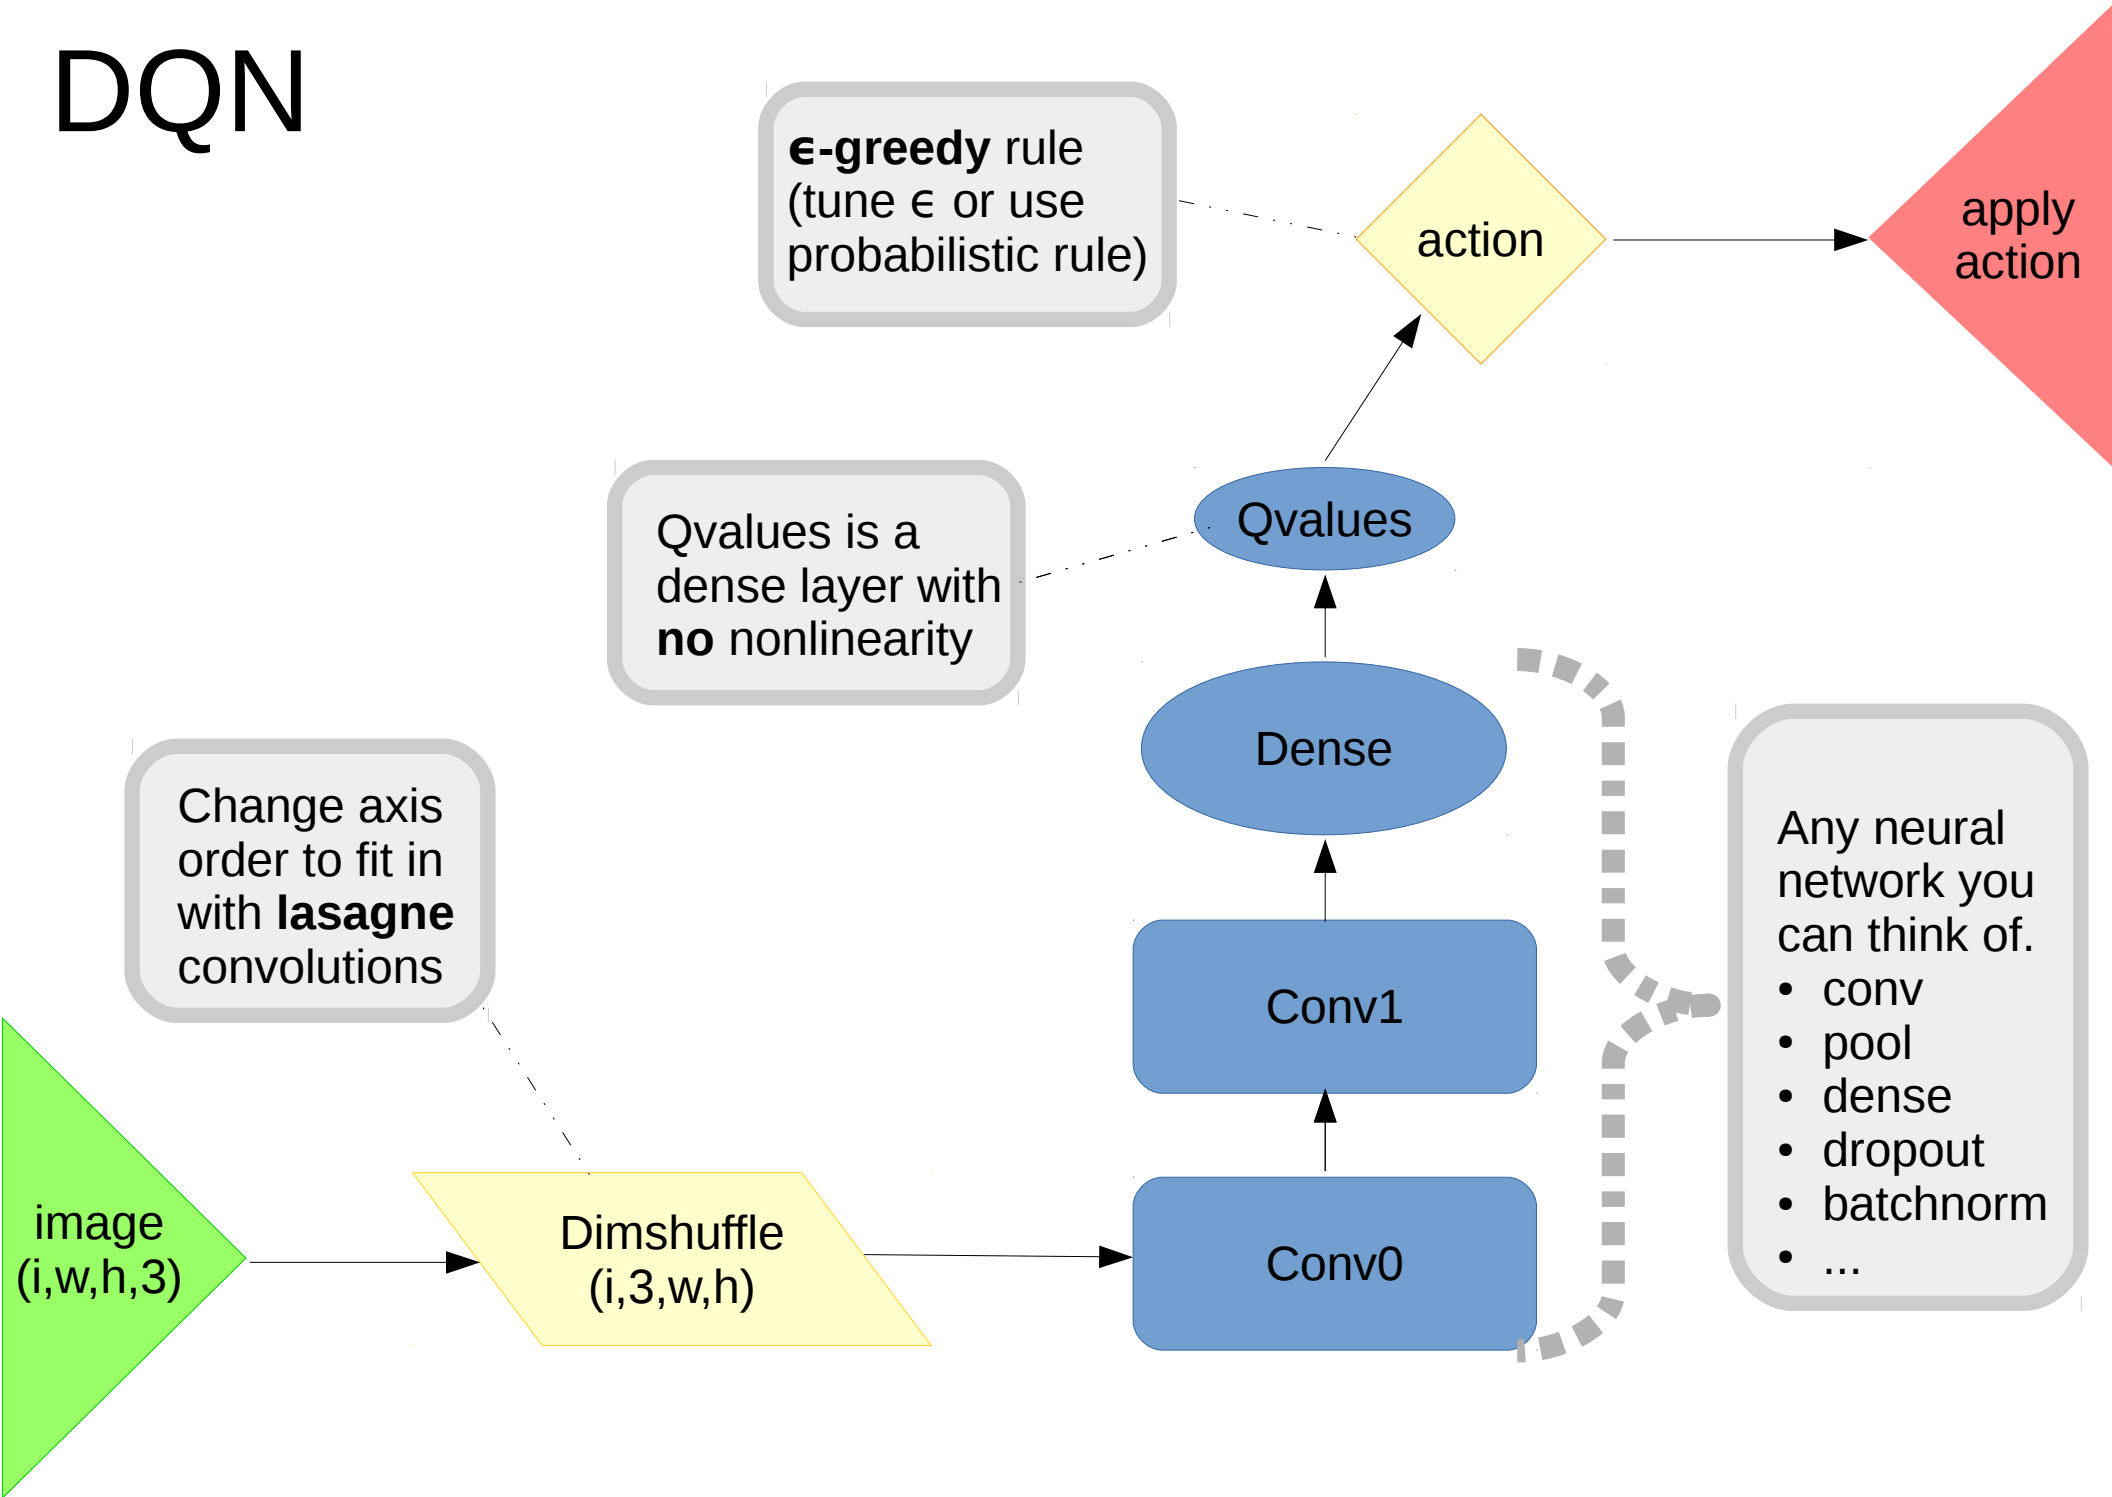 DQN
ϵ-greedy rule
(tune ϵ or use
probabilistic rule)
action
apply
action
Qvalues is a
dense layer with
no nonlinearity
Qvalues
Dense
Change axis
order to fit in
with lasagne
convolutions
Any neural
network you
can think of.
• conv
• pool
• dense
• dropout
• batchnorm
• ...
Conv1
image
(i,w,h,3)
Dimshuffle
(i,3,w,h)
Conv0